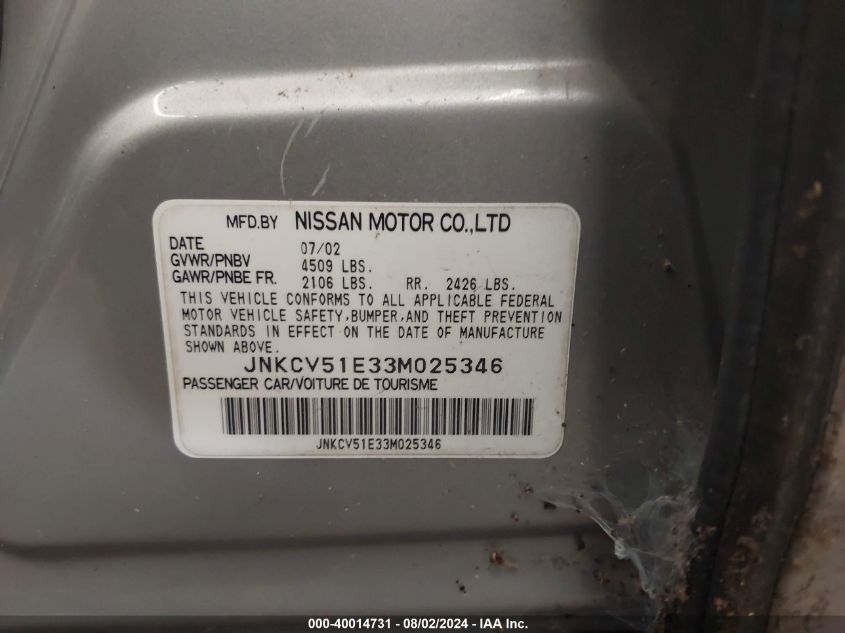 MFD.BY NISSAN MOTOR CO.,LTD
DATE 07/02
GVWR/PNBV 4509 LBS.
GAWR/PNBE FR. 2106 LBS. RR. 2426 LBS.
THIS VEHICLE CONFORMS TO ALL APPLICABLE FEDERAL
MOTOR VEHICLE SAFETY,BUMPER,AND THEFT PREVENTION
STANDARDS IN EFFECT ON THE DATE OF MANUFACTURE
SHOWN ABOVE.
JNKCV51E33M025346
PASSENGER CAR/VOITURE DE TOURISME
JNKCV51E33M025346
000-40014731 - 08/02/2024 - IAA Inc.